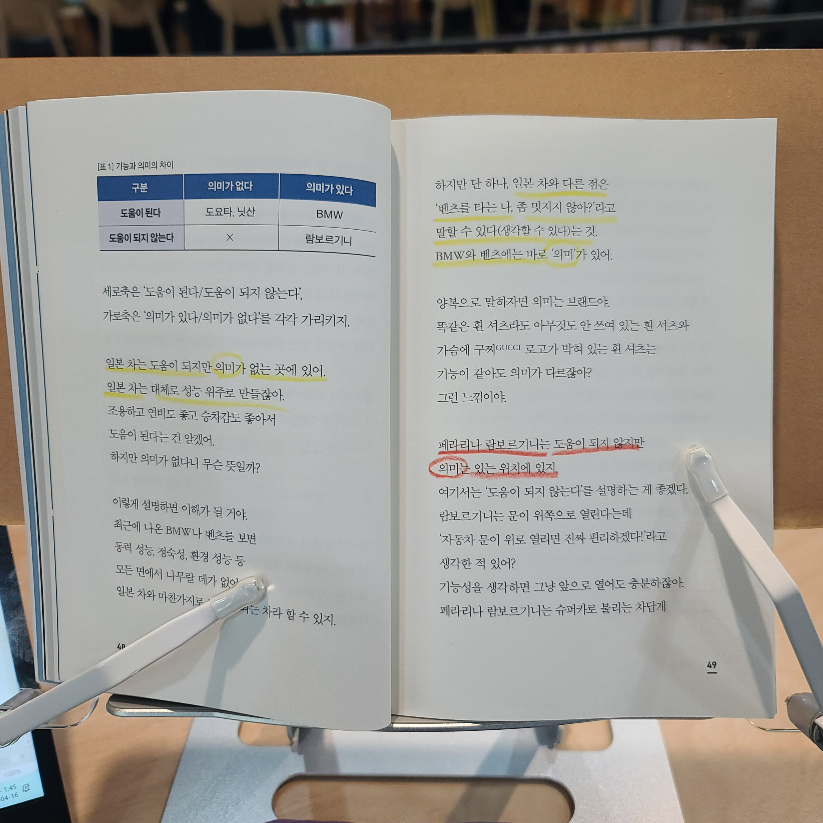 [표 1] 기능과 의미의 차이
구분 의미가 없다 의미가 있다
도움이 된다 도요타, 닛산 BMW
도움이 되지 않는다 × 람보르기니
세로축은 '도움이 된다/도움이 되지 않는다',
가로축은 '의미가 있다/의미가 없다'를 각각 가리키지.
일본 차는 도움이 되지만 의미가 없는 곳에 있어.
일본 차는 대체로 성능 위주로 만들잖아.
조용하고 연비도 좋고 승차감도 좋아서
도움이 된다는 건 알겠어.
하지만 의미가 없다니 무슨 뜻일까?
이렇게 설명하면 이해가 될 거야.
최근에 나온 BMW나 벤츠를 보면
동력 성능, 정숙성, 환경 성능 등
모든 면에서 나무랄 데가 없어
일본 차와 마찬가지로 되는 차라 할 수 있지.
48
하지만 단 하나, 일본 차와 다른 점은
'벤츠를 타는 나, 좀 멋지지 않아?'라고
말할 수 있다(생각할 수 있다)는 것.
BMW와 벤츠에는 바로 '의미'가 있어.
양복으로 말하자면 의미는 브랜드야.
똑같은 흰 셔츠라도 아무것도 안 쓰여 있는 흰 셔츠와
가슴에 구찌GUCCI 로고가 박혀 있는 흰 셔츠는
기능이 같아도 의미가 다르잖아?
그런 느낌이야.
페라리나 람보르기니는 도움이 되지 않지만
의미는 있는 위치에 있지.
여기서는 '도움이 되지 않는다'를 설명하는 게 좋겠다.
람보르기니는 문이 위쪽으로 열린다는데
'자동차 문이 위로 열리면 진짜 편리하겠다!'라고
생각한 적 있어?
기능성을 생각하면 그냥 앞으로 열어도 충분하잖아.
페라리나 람보르기니는 슈퍼카로 불리는 차답게
49
1:45
04-16